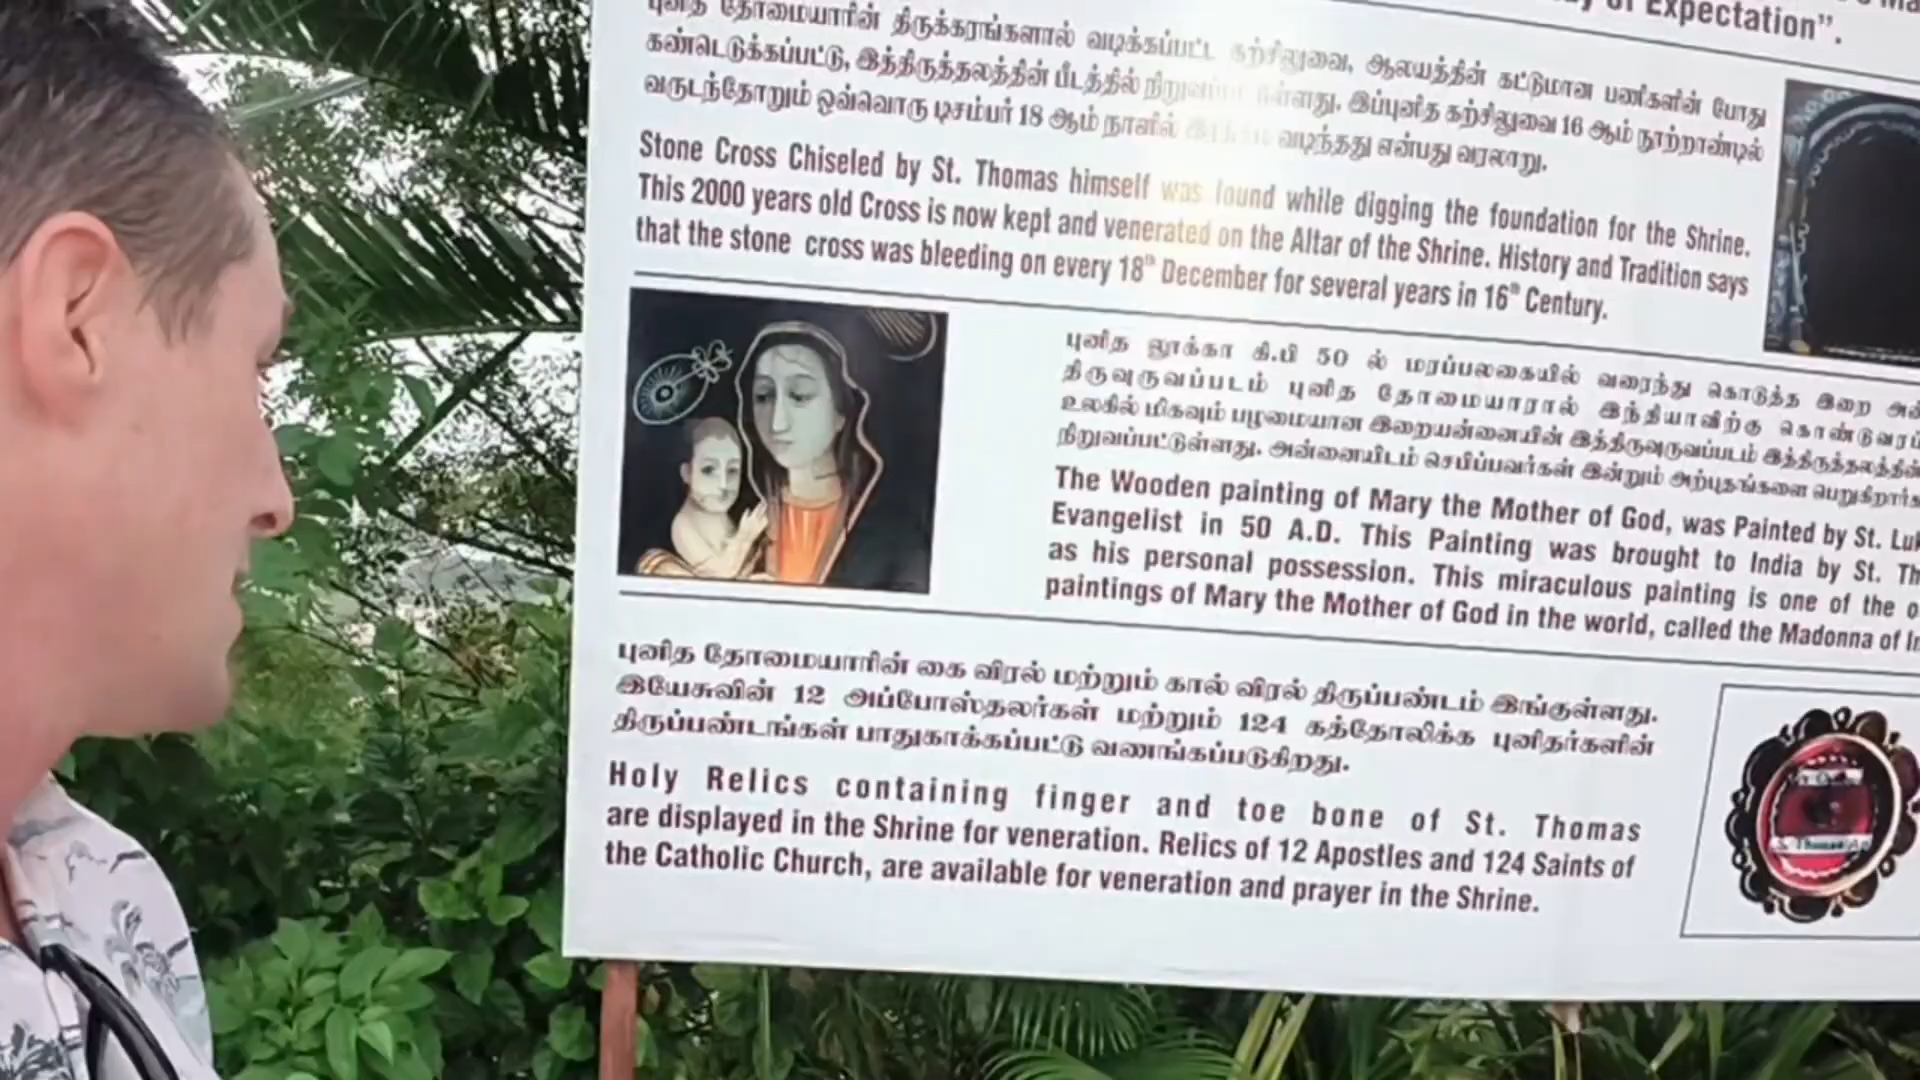 of Expectation".
புனித தோமையாரின் திருக்கரங்களால் வடிக்கப்பட்ட கற்சிலுவை, ஆலயத்தின் கட்டுமான பணிகளின் போது
கண்டெடுக்கப்பட்டு, இத்திருத்தலத்தின் பீடத்தில் இப்புனித கற்சிலுவை 16 ஆம் நூற்றாண்டில்
வருடந்தோறும் ஒவ்வொரு டிசம்பர் 18 ஆம் நாளில் வடிந்தது என்பது வரலாறு.
Stone Cross Chiseled by St. Thomas himself was found while digging the foundation for the Shrine.
This 2000 years old Cross is now kept and venerated on the Altar of the Shrine. History and Tradition says
that the stone cross was bleeding on every 18th December for several years in 16th Century.
புனித லூக்கா கி.பி 50 ல் மரப்பலகையில் வரைந்து கொடுத்த இறை
திருவுருவப்படம் புனித தோமையாரால் இந்தியாவிற்கு
உலகில் மிகவும் பழமையான இறையன்னையின் இத்திருவுருவப்படம்
நிறுவப்பட்டுள்ளது. அன்னையிடம் செபிப்பவர்கள் இன்றும் அற்புதங்களை
The Wooden painting of Mary the Mother of God, was Painted by St.
Evangelist in 50 A.D. This Painting was brought to India by St.
as his personal possession. This miraculous painting is one of the
paintings of Mary the Mother of God in the world, called the Madonna of
புனித தோமையாரின் கை விரல் மற்றும் கால் விரல் திருப்பண்டம் இங்குள்ளது.
இயேசுவின் 12 அப்போஸ்தலர்கள் மற்றும் 124 கத்தோலிக்க புனிதர்களின்
திருப்பண்டங்கள் பாதுகாக்கப்பட்டு வணங்கப்படுகிறது.
Holy Relics containing finger and toe bone of St. Thomas
are displayed in the Shrine for veneration. Relics of 12 Apostles and 124 Saints of
the Catholic Church, are available for veneration and prayer in the Shrine.